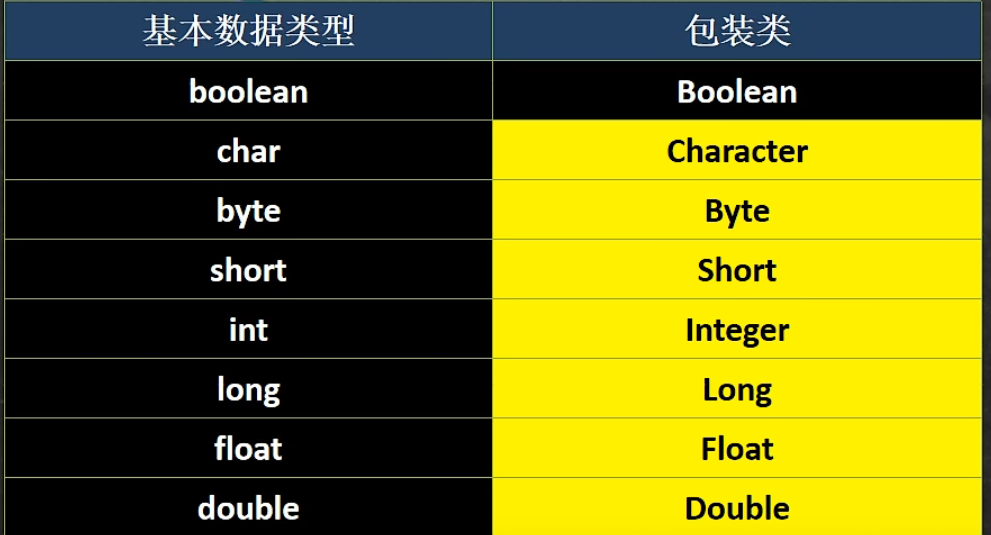 基本数据类型 包装类
boolean Boolean
char Character
byte Byte
short Short
int Integer
long Long
float Float
double Double